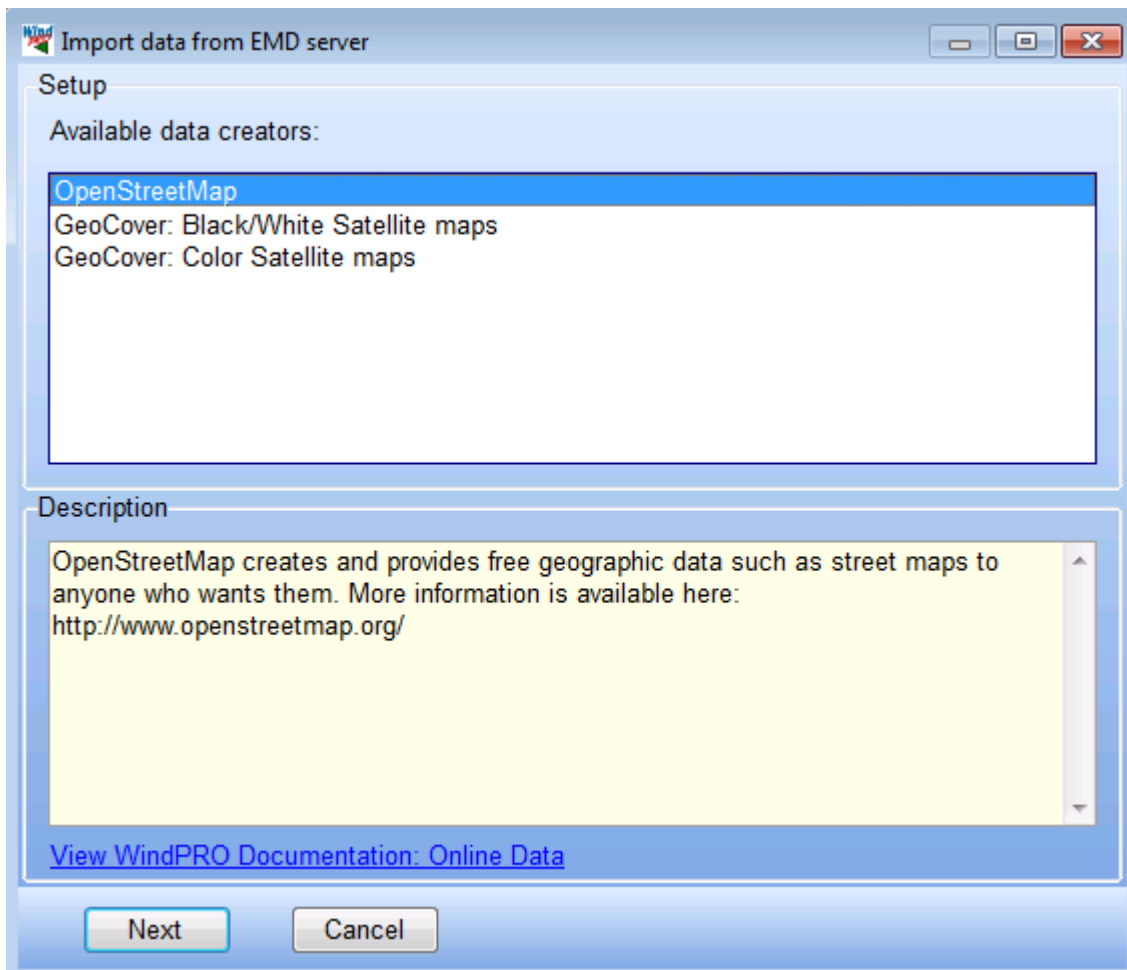 Wind
Import data from EMD server
Setup
Available data creators:
OpenStreetMap
GeoCover: Black/White Satellite maps
GeoCover: Color Satellite maps
Description
OpenStreetMap creates and provides free geographic data such as street maps to
anyone who wants them. More information is available here:
http://www.openstreetmap.org/
View WindPRO Documentation: Online Data
Next
Cancel